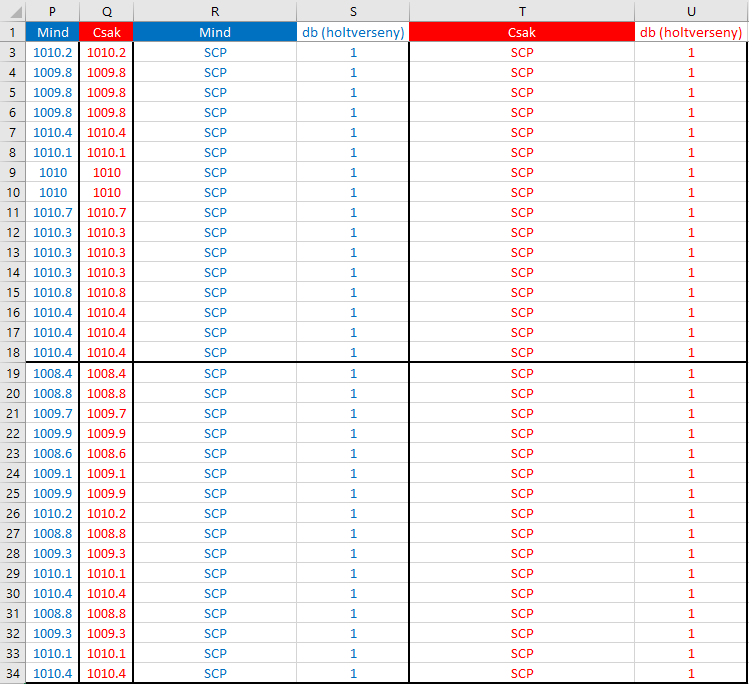 P Q R S T U
1 Mind Csak Mind db (holtverseny) Csak db (holtverseny)
3 1010.2 1010.2 SCP 1 SCP 1
4 1009.8 1009.8 SCP 1 SCP 1
5 1009.8 1009.8 SCP 1 SCP 1
6 1009.8 1009.8 SCP 1 SCP 1
7 1010.4 1010.4 SCP 1 SCP 1
8 1010.1 1010.1 SCP 1 SCP 1
9 1010 1010 SCP 1 SCP 1
10 1010 1010 SCP 1 SCP 1
11 1010.7 1010.7 SCP 1 SCP 1
12 1010.3 1010.3 SCP 1 SCP 1
13 1010.3 1010.3 SCP 1 SCP 1
14 1010.3 1010.3 SCP 1 SCP 1
15 1010.8 1010.8 SCP 1 SCP 1
16 1010.4 1010.4 SCP 1 SCP 1
17 1010.4 1010.4 SCP 1 SCP 1
18 1010.4 1010.4 SCP 1 SCP 1
19 1008.4 1008.4 SCP 1 SCP 1
20 1008.8 1008.8 SCP 1 SCP 1
21 1009.7 1009.7 SCP 1 SCP 1
22 1009.9 1009.9 SCP 1 SCP 1
23 1008.6 1008.6 SCP 1 SCP 1
24 1009.1 1009.1 SCP 1 SCP 1
25 1009.9 1009.9 SCP 1 SCP 1
26 1010.2 1010.2 SCP 1 SCP 1
27 1008.8 1008.8 SCP 1 SCP 1
28 1009.3 1009.3 SCP 1 SCP 1
29 1010.1 1010.1 SCP 1 SCP 1
30 1010.4 1010.4 SCP 1 SCP 1
31 1008.8 1008.8 SCP 1 SCP 1
32 1009.3 1009.3 SCP 1 SCP 1
33 1010.1 1010.1 SCP 1 SCP 1
34 1010.4 1010.4 SCP 1 SCP 1